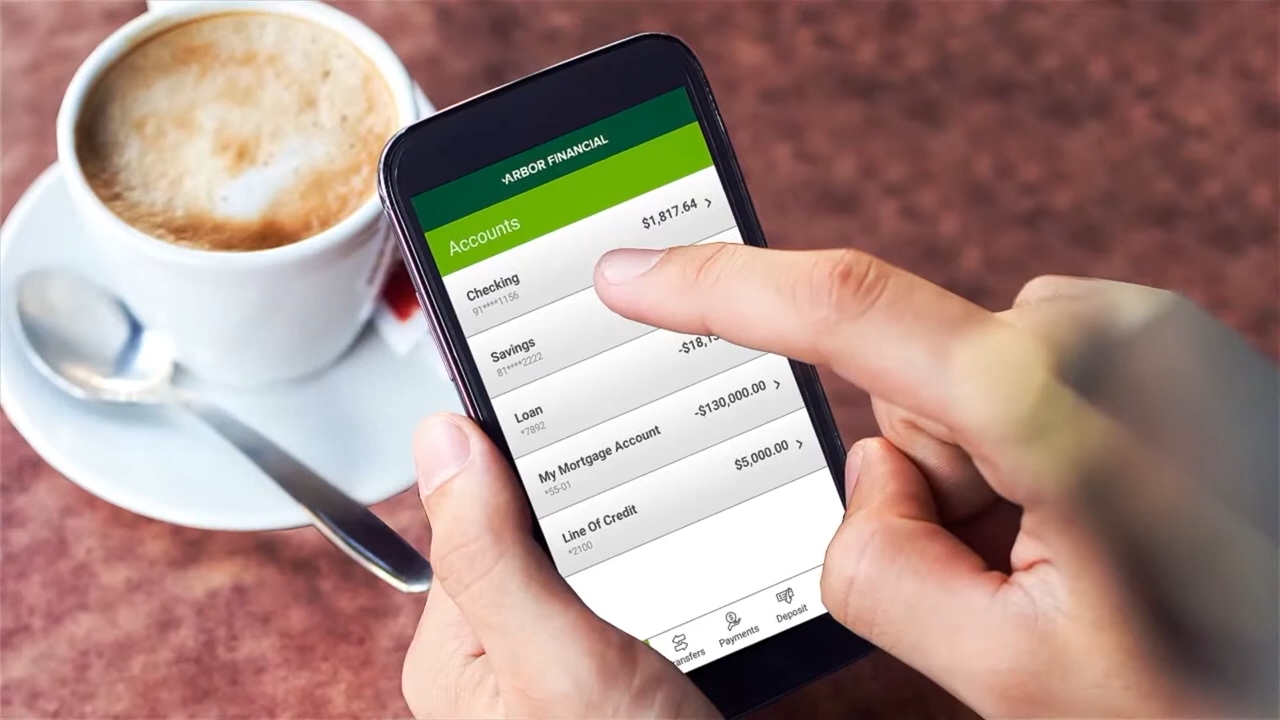 ARBOR FINANCIAL
Accounts
Checking $1,817.64
91****1156
Savings
81****2222
Loan
*7892
My Mortgage Account -$130,000.00
*55-01
Line Of Credit $5,000.00
*2100
Payments Deposit